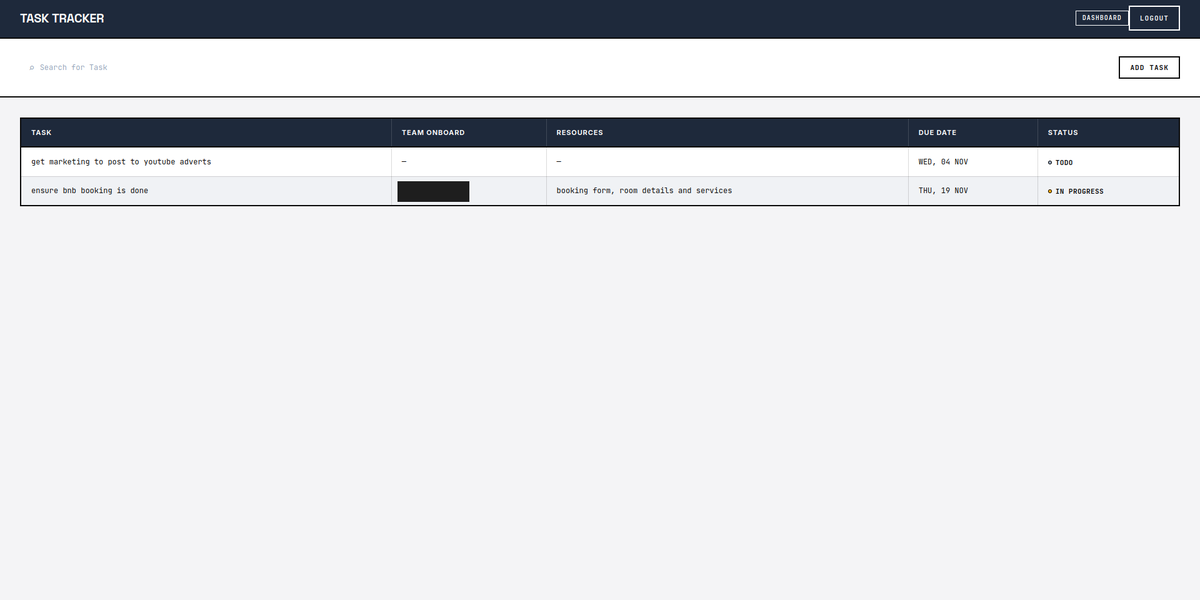 TASK TRACKER
DASHBOARD
LOGOUT
⌕ Search for Task
ADD TASK
TASK TEAM ONBOARD RESOURCES DUE DATE STATUS
get marketing to post to youtube adverts — — WED, 04 NOV TODO
ensure bnb booking is done booking form, room details and services THU, 19 NOV IN PROGRESS